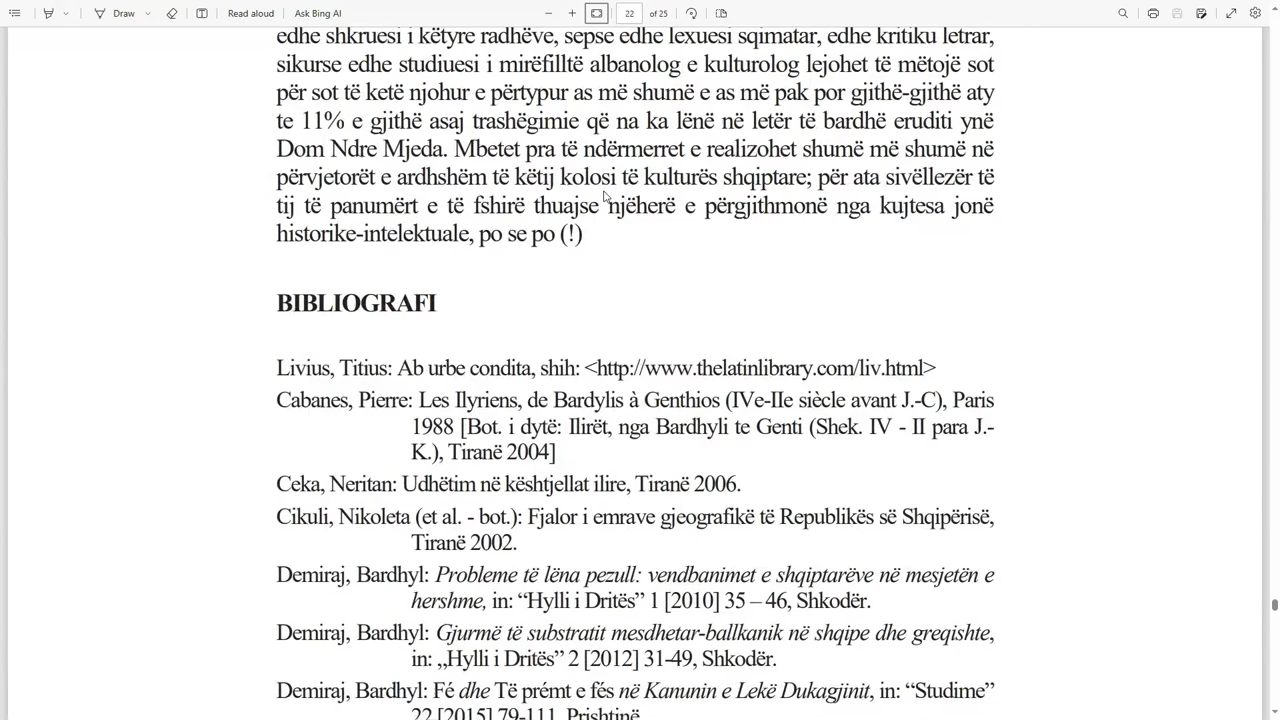 Draw
Read aloud
Ask Bing AI
22
of 25
edhe shkruesi i këtyre radhëve, sepse edhe lexuesi sqimatar, edhe kritiku letrar,
sikurse edhe studiuesi i mirëfilltë albanolog e kulturolog lejohet të mëtojë sot
për sot të ketë njohur e përtypur as më shumë e as më pak por gjithë-gjithë aty
te 11% e gjithë asaj trashëgimie që na ka lënë në letër të bardhë eruditi ynë
Dom Ndre Mjeda. Mbetet pra të ndërmerret e realizohet shumë më shumë në
përvjetorët e ardhshëm të këtij kolosi të kulturës shqiptare; për ata sivëllezër të
tij të panumërt e të fshirë thuajse njëherë e përgjithmonë nga kujtesa jonë
historike-intelektuale, po se po (!)
BIBLIOGRAFI
Livius, Titius: Ab urbe condita, shih: <http://www.thelatinlibrary.com/liv.html>
Cabanes, Pierre: Les Ilyriens, de Bardylis à Genthios (IVe-IIe siècle avant J.-C), Paris
1988 [Bot. i dytë: Ilirët, nga Bardhyli te Genti (Shek. IV - II para J.-
K.), Tiranë 2004]
Ceka, Neritan: Udhëtim në kështjellat ilire, Tiranë 2006.
Cikuli, Nikoleta (et al. - bot.): Fjalor i emrave gjeografikë të Republikës së Shqipërisë,
Tiranë 2002.
Demiraj, Bardhyl: Probleme të lëna pezull: vendbanimet e shqiptarëve në mesjetën e
hershme, in: “Hylli i Dritës” 1 [2010] 35 – 46, Shkodër.
Demiraj, Bardhyl: Gjurmë të substratit mesdhetar-ballkanik në shqipe dhe greqishte,
in: „Hylli i Dritës” 2 [2012] 31-49, Shkodër.
Demiraj, Bardhyl: Fé dhe Të prémt e fés në Kanunin e Lekë Dukagjinit, in: “Studime”
22 [2015] 79-111, Prishtinë